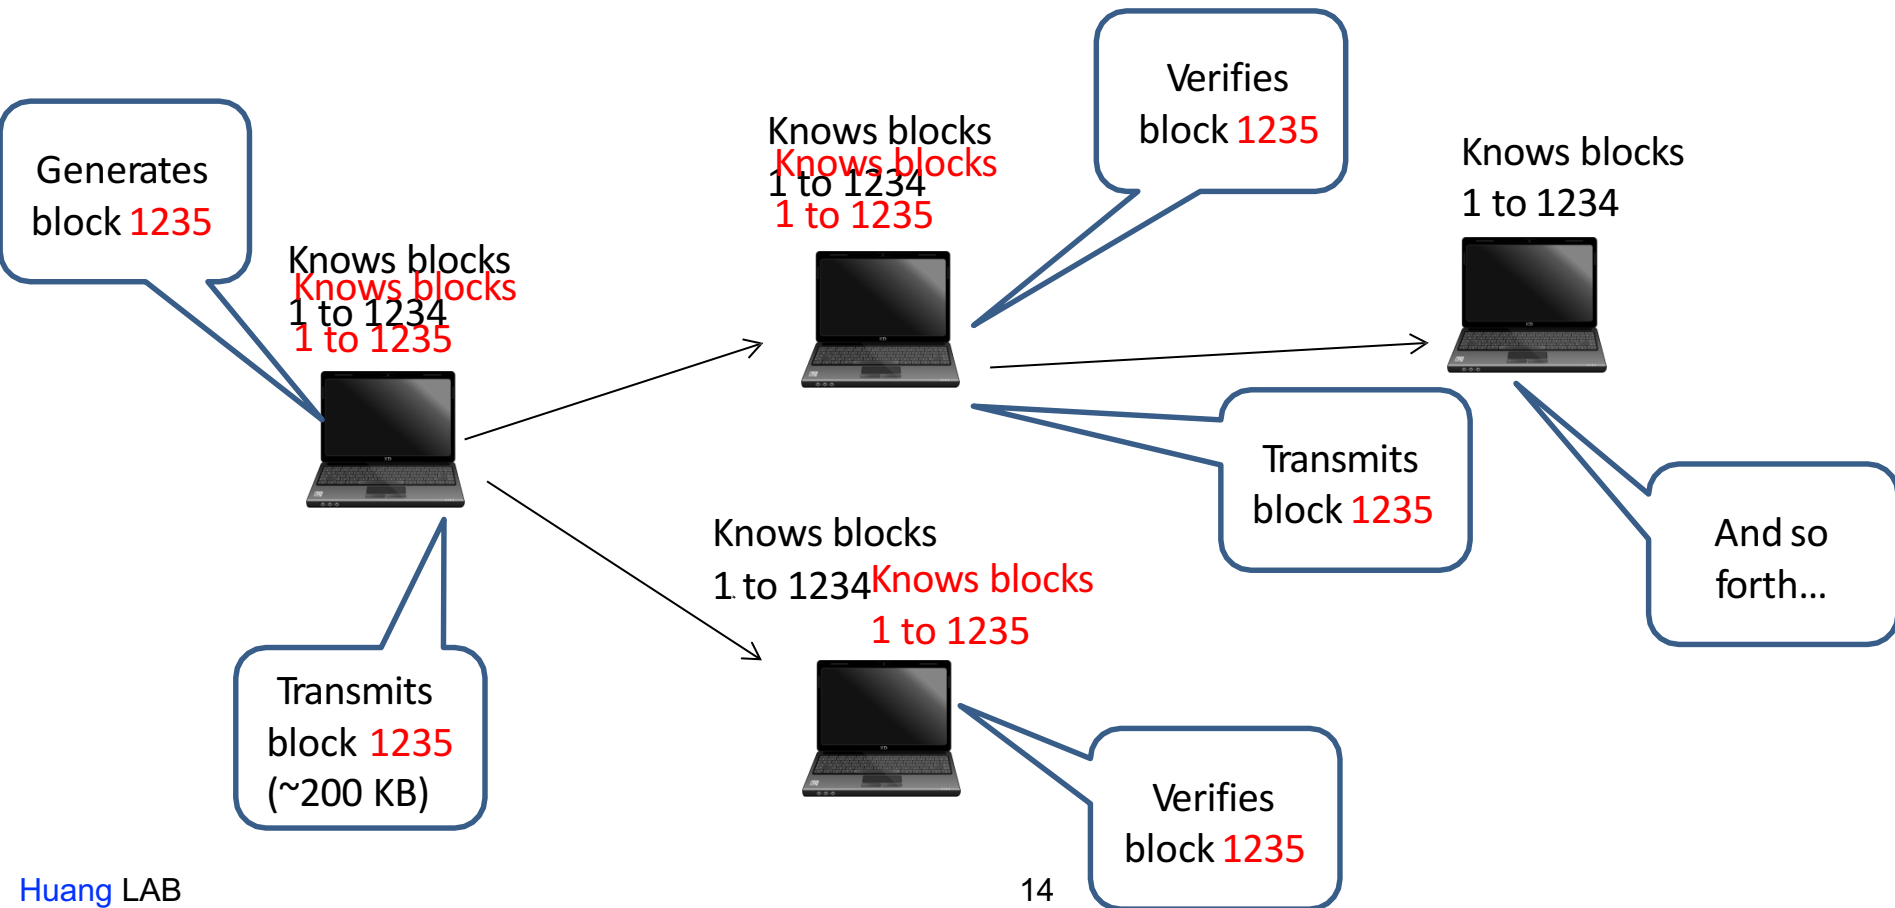 Generates
block 1235
Knows blocks
1 to 1234
Knows blocks
1 to 1235
Transmits
block 1235
(~200 KB)
Knows blocks
1 to 1234
Knows blocks
1 to 1235
Verifies
block 1235
Knows blocks
1 to 1234
Transmits
block 1235
And so
forth...
Knows blocks
1 to 1234
Knows blocks
1 to 1235
Verifies
block 1235
Huang LAB
14